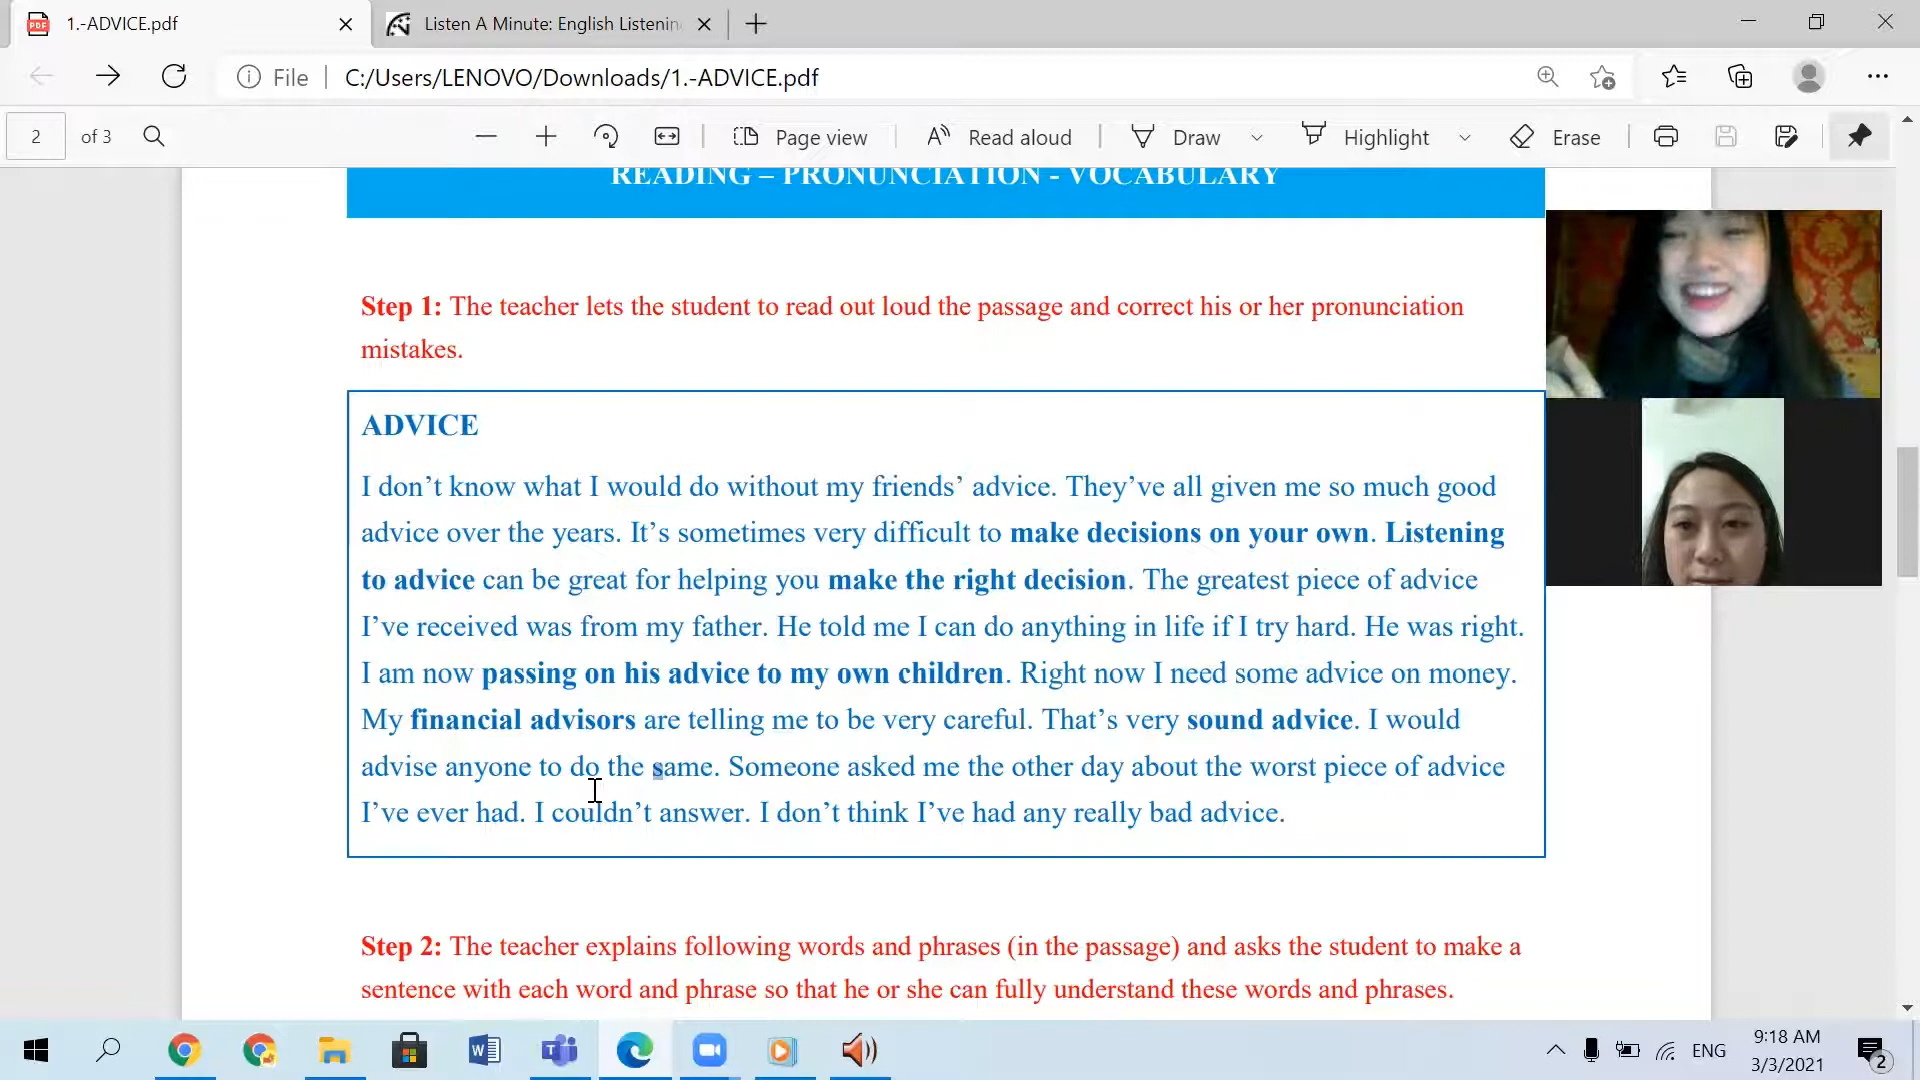 1.-ADVICE.pdf
Listen A Minute: English Listenin
File
C:/Users/LENOVO/Downloads/1.-ADVICE.pdf
2 of 3
Page view
Read aloud
Draw
Highlight
Erase
READING – PRONUNCIATION - VOCABULARY
Step 1: The teacher lets the student to read out loud the passage and correct his or her pronunciation
mistakes.
ADVICE
I don’t know what I would do without my friends’ advice. They’ve all given me so much good
advice over the years. It’s sometimes very difficult to make decisions on your own. Listening
to advice can be great for helping you make the right decision. The greatest piece of advice
I’ve received was from my father. He told me I can do anything in life if I try hard. He was right.
I am now passing on his advice to my own children. Right now I need some advice on money.
My financial advisors are telling me to be very careful. That’s very sound advice. I would
advise anyone to do the same. Someone asked me the other day about the worst piece of advice
I’ve ever had. I couldn’t answer. I don’t think I’ve had any really bad advice.
Step 2: The teacher explains following words and phrases (in the passage) and asks the student to make a
sentence with each word and phrase so that he or she can fully understand these words and phrases.
ENG
9:18 AM
3/3/2021
2